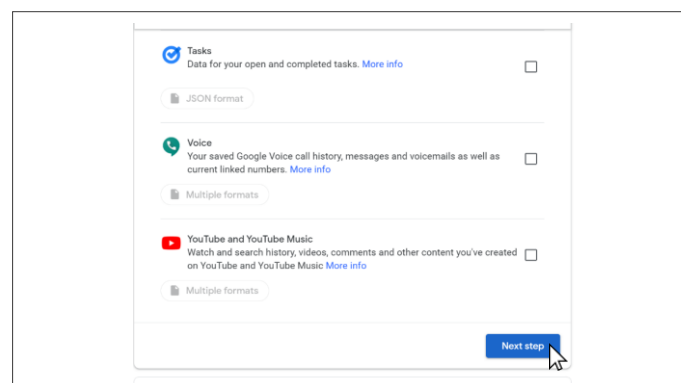 Tasks
Data for your open and completed tasks. More info
JSON format
Voice
Your saved Google Voice call history, messages and voicemails as well as
current linked numbers. More info
Multiple formats
YouTube and YouTube Music
Watch and search history, videos, comments and other content you've created
on YouTube and YouTube Music More info
Multiple formats
Next step